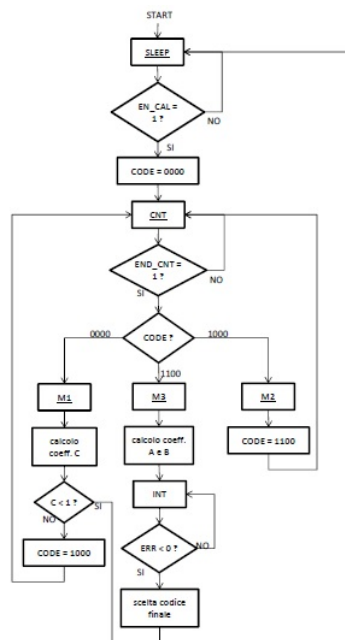 START
SLEEP
EN_CAL =
1 ?
NO
SI
CODE = 0000
CNT
END_CNT =
1 ?
NO
SI
0000
CODE ?
1000
1100
M1
M3
M2
calcolo
coeff. C
calcolo coeff.
A e B
CODE = 1100
C < 1 ?
SI
NO
INT
CODE = 1000
ERR < 0 ?
NO
SI
scelta codice
finale